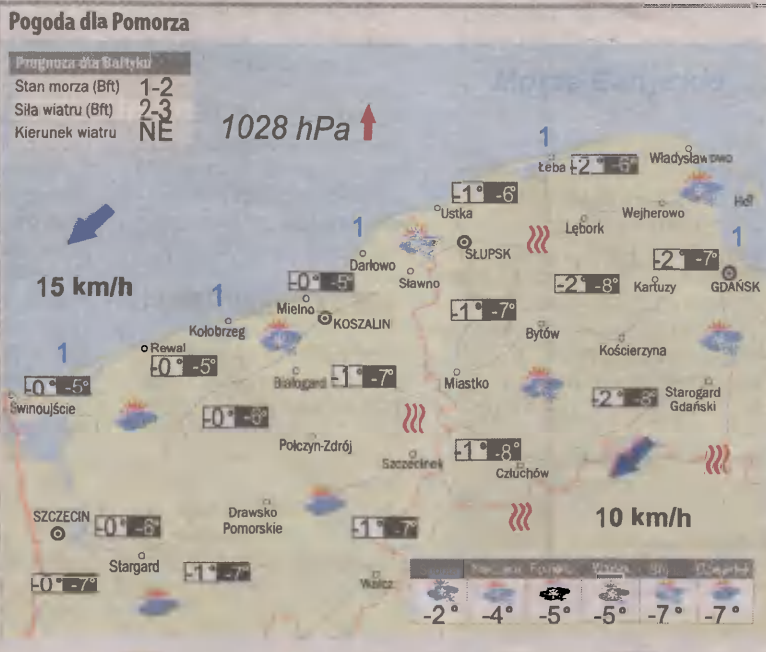 Pogoda dla Pomorza
Prognoza dla Bałtyku
Stan morza (Bft) 1-2
Siła wiatru (Bft) 2-3
Kierunek wiatru NE
1028 hPa
1
Łeba -2° -6°
Władysławowo
-1° -6°
Ustka
Wejherowo
Hel
Lębork
1
1
SŁUPSK
-2° -7°
Darłowo
GDAŃSK
15 km/h
-0° -5°
Sławno
-2° -8°
Kartuzy
1
Mielno
-1° -7°
Kołobrzeg
KOSZALIN
Bytów
Rewal
Kościerzyna
1
-0° -5°
-0° -5°
Białogard -1° -7°
Miastko
Świnoujście
-2° -8°
Starogard
Gdański
-0° -6°
Połczyn-Zdrój
-1° -8°
Szczecinek
Człuchów
SZCZECIN -0° -6°
Drawsko
Pomorskie
-1° -7°
10 km/h
Stargard
-1° -7°
-0° -7°
Wałcz
-2° -4° -5° -5° -7° -7°